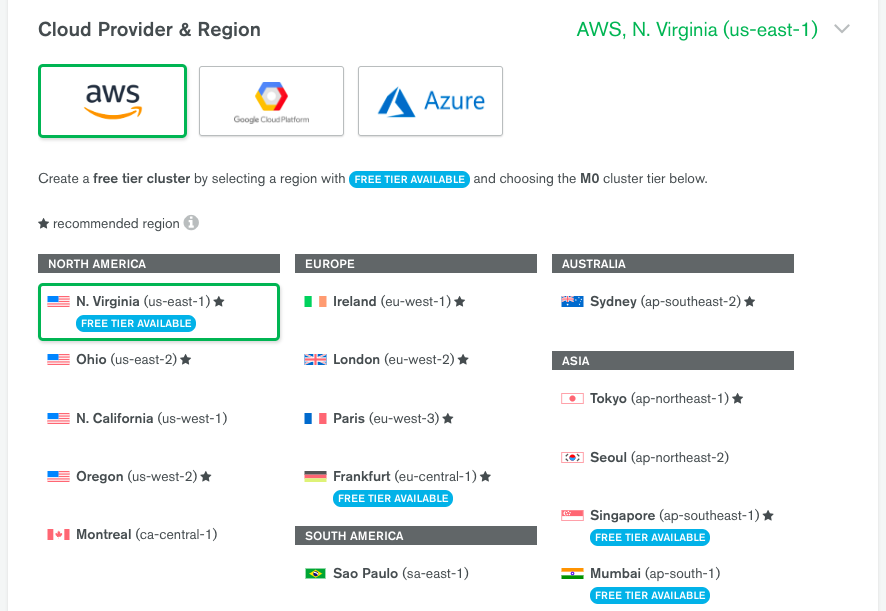 Cloud Provider & Region
AWS, N. Virginia (us-east-1)
aws
Google Cloud Platform
Azure
Create a free tier cluster by selecting a region with FREE TIER AVAILABLE and choosing the M0 cluster tier below.
★ recommended region i
NORTH AMERICA
N. Virginia (us-east-1) ★
FREE TIER AVAILABLE
Ohio (us-east-2) ★
N. California (us-west-1)
Oregon (us-west-2) ★
Montreal (ca-central-1)
EUROPE
Ireland (eu-west-1) ★
London (eu-west-2) ★
Paris (eu-west-3) ★
Frankfurt (eu-central-1) ★
FREE TIER AVAILABLE
SOUTH AMERICA
Sao Paulo (sa-east-1)
AUSTRALIA
Sydney (ap-southeast-2) ★
ASIA
Tokyo (ap-northeast-1) ★
Seoul (ap-northeast-2)
Singapore (ap-southeast-1) ★
FREE TIER AVAILABLE
Mumbai (ap-south-1)
FREE TIER AVAILABLE